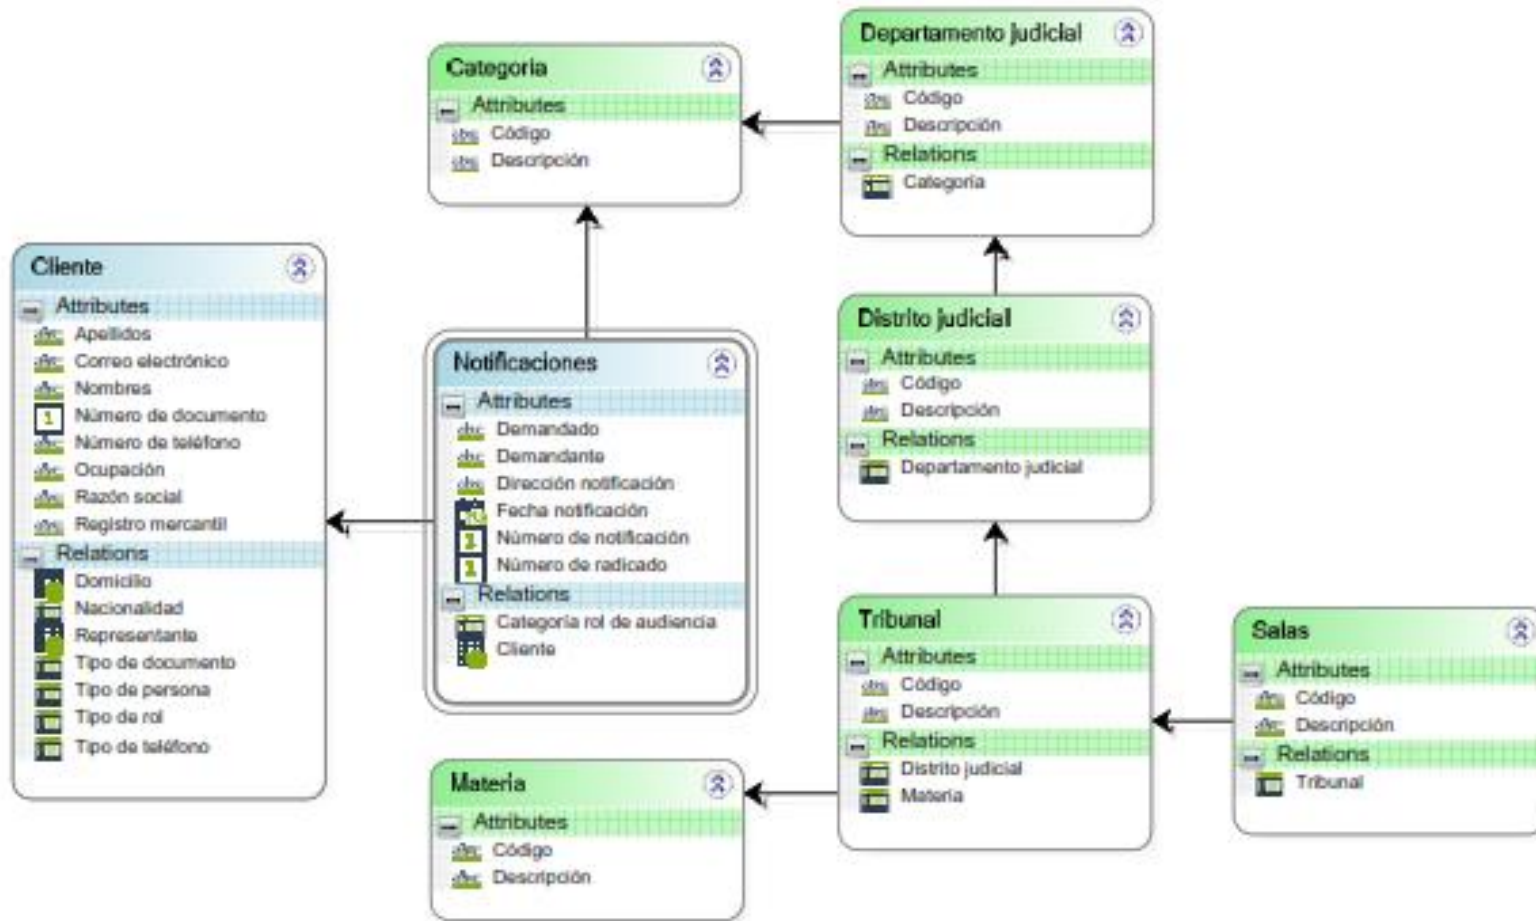 Categoria
Attributes
Código
Descripción
Departamento judicial
Attributes
Código
Descripción
Relations
Categoría
Cliente
Attributes
Apellidos
Correo electrónico
Nombres
Número de documento
Número de teléfono
Ocupación
Razón social
Registro mercantil
Relations
Domicilio
Nacionalidad
Representante
Tipo de documento
Tipo de persona
Tipo de rol
Tipo de teléfono
Notificaciones
Attributes
Demandado
Demandante
Dirección notificación
Fecha notificación
Número de notificación
Número de radicado
Relations
Categoría rol de audiencia
Cliente
Distrito judicial
Attributes
Código
Descripción
Relations
Departamento judicial
Tribunal
Attributes
Código
Descripción
Relations
Distrito judicial
Materia
Salas
Attributes
Código
Descripción
Relations
Tribunal
Materia
Attributes
Código
Descripción